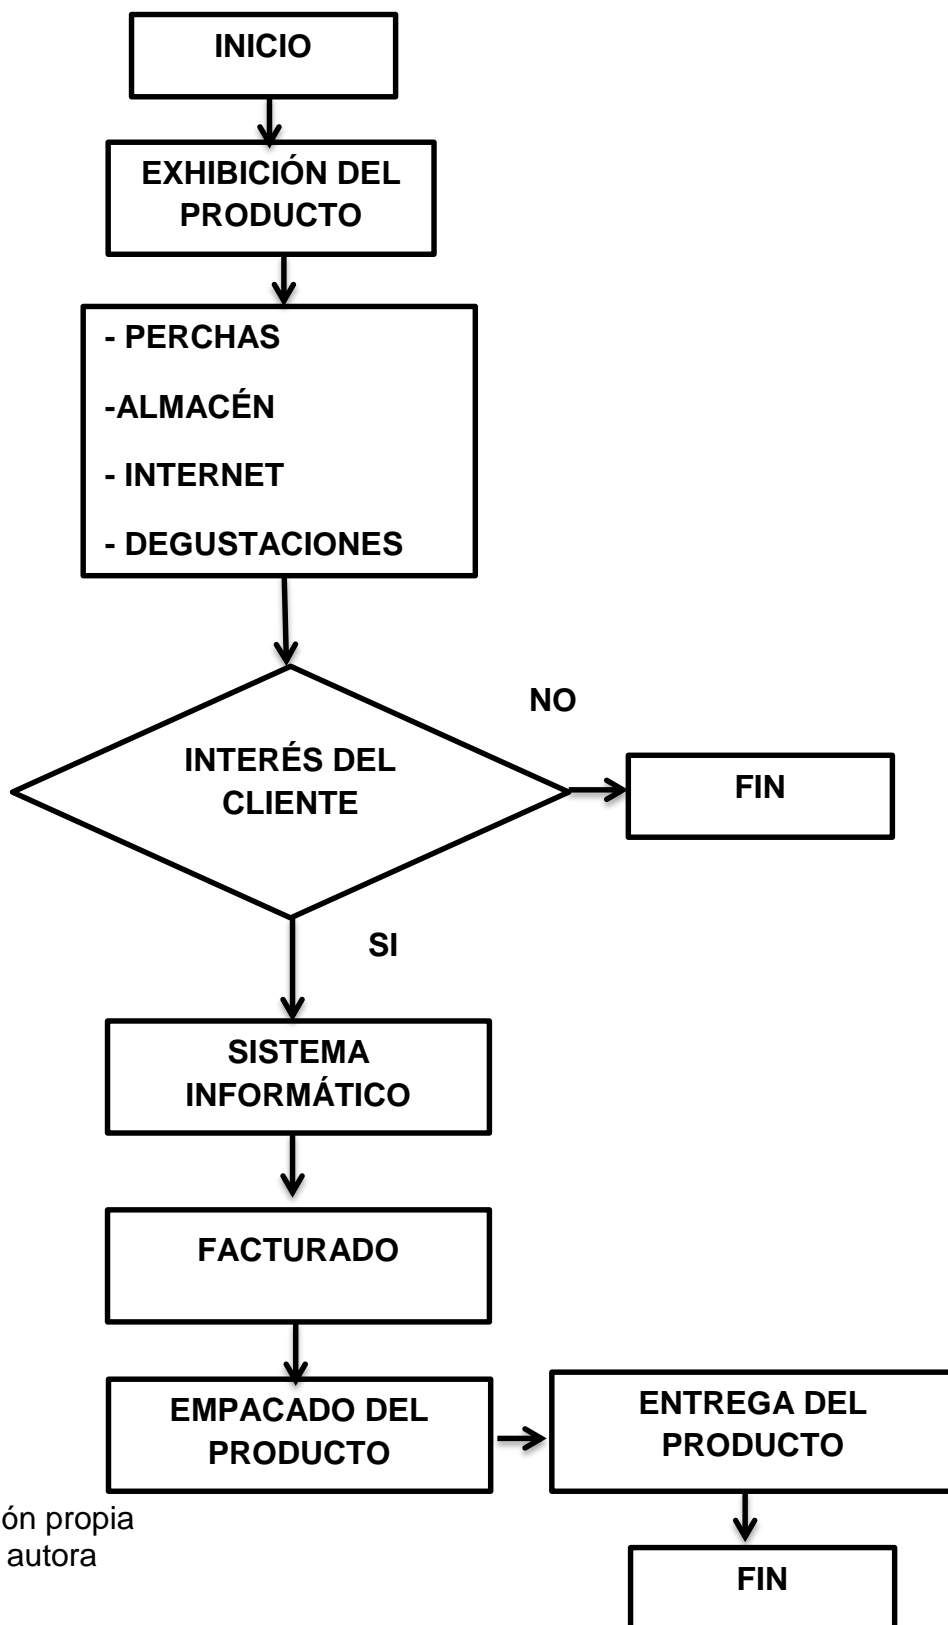 INICIO
EXHIBICIÓN DEL
PRODUCTO
- PERCHAS
-ALMACÉN
- INTERNET
- DEGUSTACIONES
NO
INTERÉS DEL
CLIENTE
FIN
SI
SISTEMA
INFORMÁTICO
FACTURADO
EMPACADO DEL
PRODUCTO
ENTREGA DEL
PRODUCTO
ón propia
autora
FIN